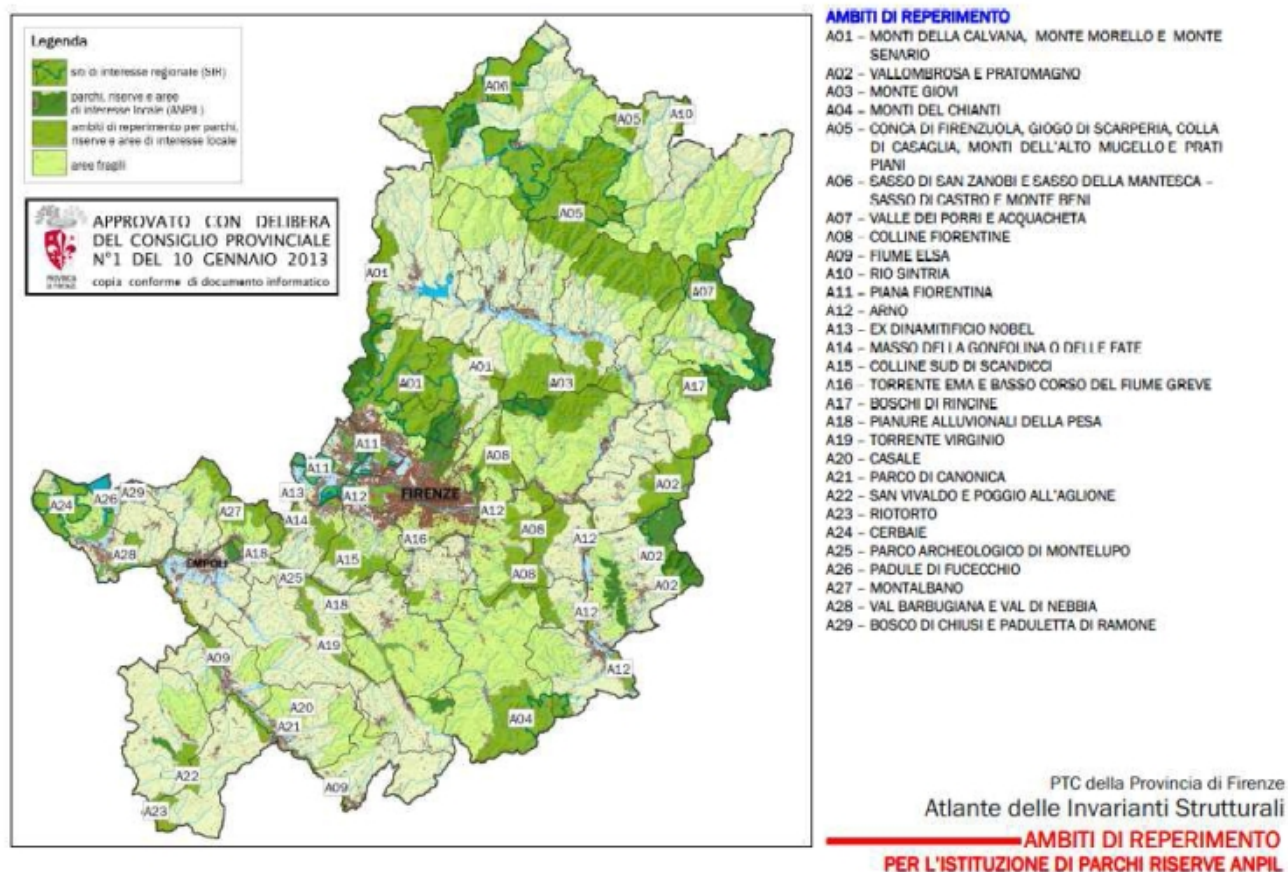 Legenda
siti di interesse regionale (SIR)
parchi, riserve e aree
di interesse locale (ANPIL)
ambiti di reperimento per parchi,
riserve e aree di interesse locale
aree fragili
APPROVATO CON DELIBERA
DEL CONSIGLIO PROVINCIALE
N°1 DEL 10 GENNAIO 2013
copia conforme di documento informatico
PROVINCIA
DI FIRENZE
A06
A05
A10
A05
A01
A07
A01
A01
A03
A17
A11
A11
A08
A13
A12
FIRENZE
A12
A02
A24
A26
A29
A27
A14
A08
A28
A18
EMPOLI
A15
A16
A12
A02
A25
A08
A02
A18
A12
A19
A09
A12
A20
A21
A04
A22
A09
A23
AMBITI DI REPERIMENTO
A01 – MONTI DELLA CALVANA, MONTE MORELLO E MONTE
SENARIO
A02 – VALLOMBROSA E PRATOMAGNO
A03 – MONTE GIOVI
A04 – MONTI DEL CHIANTI
A05 – CONCA DI FIRENZUOLA, GIOGO DI SCARPERIA, COLLA
DI CASAGLIA, MONTI DELL'ALTO MUGELLO E PRATI
PIANI
A06 – SASSO DI SAN ZANOBI E SASSO DELLA MANTESCA –
SASSO DI CASTRO E MONTE BENI
A07 – VALLE DEI PORRI E ACQUACHETA
A08 – COLLINE FIORENTINE
A09 – FIUME ELSA
A10 – RIO SINTRIA
A11 – PIANA FIORENTINA
A12 – ARNO
A13 – EX DINAMITIFICIO NOBEL
A14 – MASSO DELLA GONFOLINA O DELLE FATE
A15 – COLLINE SUD DI SCANDICCI
A16 – TORRENTE EMA E BASSO CORSO DEL FIUME GREVE
A17 – BOSCHI DI RINCINE
A18 – PIANURE ALLUVIONALI DELLA PESA
A19 – TORRENTE VIRGINIO
A20 – CASALE
A21 – PARCO DI CANONICA
A22 – SAN VIVALDO E POGGIO ALL'AGLIONE
A23 – RIOTORTO
A24 – CERBAIE
A25 – PARCO ARCHEOLOGICO DI MONTELUPO
A26 – PADULE DI FUCECCHIO
A27 – MONTALBANO
A28 – VAL BARBUGIANA E VAL DI NEBBIA
A29 – BOSCO DI CHIUSI E PADULETTA DI RAMONE
PTC della Provincia di Firenze
Atlante delle Invarianti Strutturali
AMBITI DI REPERIMENTO
PER L'ISTITUZIONE DI PARCHI RISERVE ANPIL